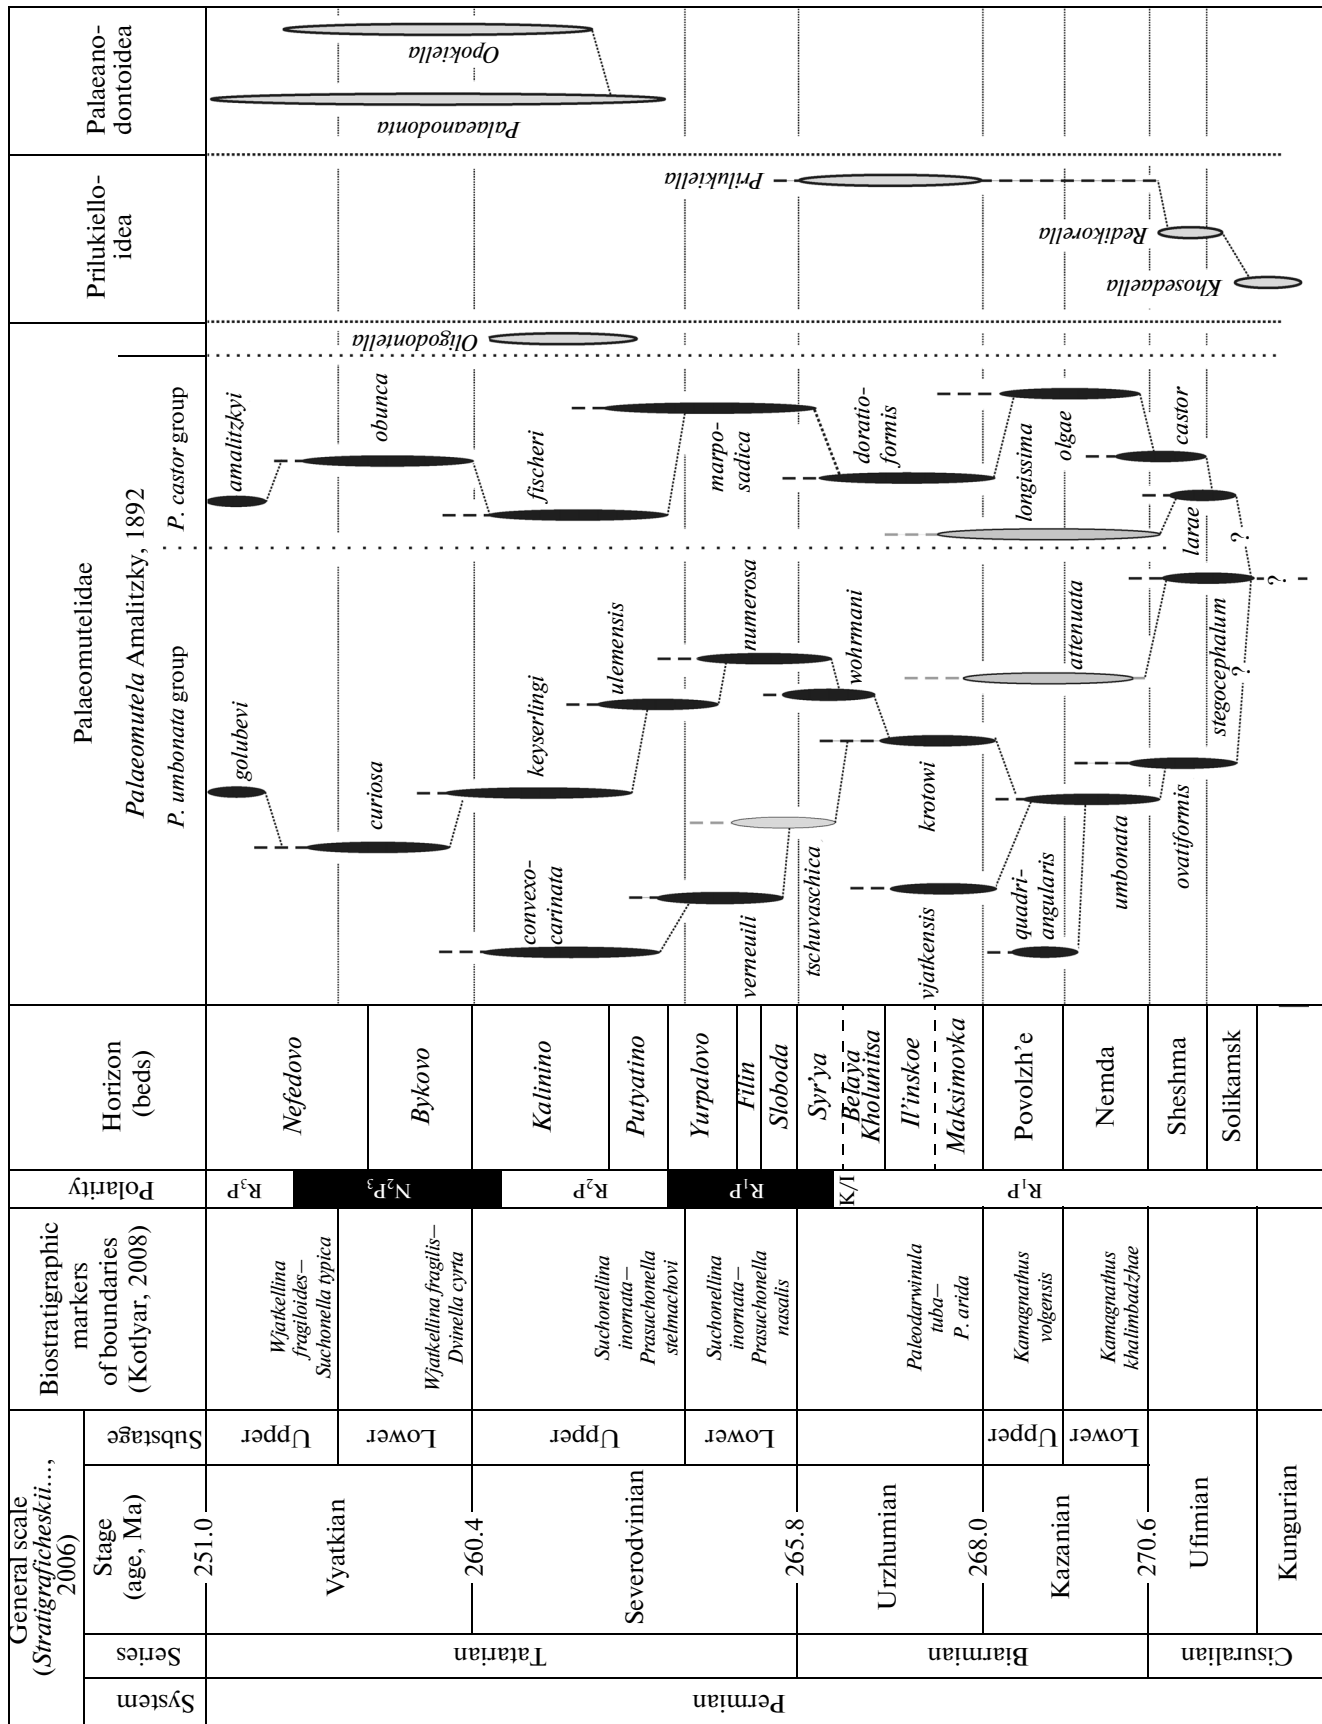 General scale
(Stratigraficheskii...,
2006)
System
Series
Stage
(age, Ma)
Substage
Biostratigraphic
markers
of boundaries
(Kotlyar, 2008)
Polarity
Horizon
(beds)
Palaeomutelidae
Palaeomutela Amalitzky, 1892
P. umbonata group
P. castor group
Prilukiello-
idea
Palaeano-
dontoidea
Permian
Tatarian
Biarmian
Cisuralian
251.0
Vyatkian
260.4
Severodvinian
265.8
Urzhumian
268.0
Kazanian
270.6
Ufimian
Kungurian
Upper
Lower
Upper
Lower
Upper
Lower
Wjatkellina
fragiloides–
Suchonella typica
Wjatkellina fragilis–
Dvinella cyrta
Suchonellina
inornata–
Prasuchonella
stelmachovi
Suchonellina
inornata–
Prasuchonella
nasalis
Paleodarwinula
tuba–
P. arida
Kamagnathus
volgensis
Kamagnathus
khalimbadzhae
R₃P
N₂P₃
R₂P
R₁P
K/I
R₁P
Nefedovo
Bykovo
Kalinino
Putyatino
Yurpalovo
Filin
Sloboda
Syr'ya
Belaya
Kholunitsa
Il'inskoe
Maksimovka
Povolzh'e
Nemda
Sheshma
Solikamsk
golubevi
curiosa
keyserlingi
convexo-
carinata
ulemensis
verneuili
numerosa
tschuvaschica
wohrmani
krotowi
vjatkensis
quadri-
angularis
umbonata
attenuata
ovatiformis
stegocephalum
?
?
?
amalitzkyi
obunca
fischeri
marpo-
sadica
doratio-
formis
longissima
olgae
castor
larae
Oligodontella
Prilukiella
Redikorella
Khosedaella
Palaeanodonta
Opokiella